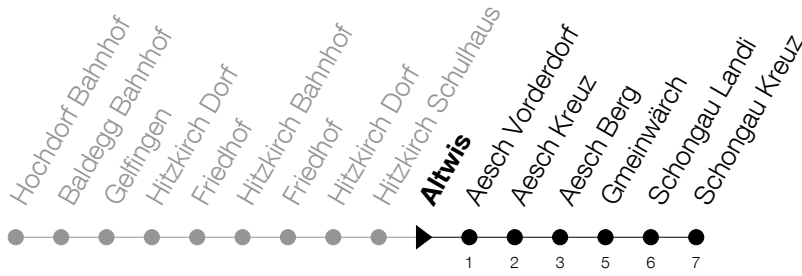 Hochdorf Bahnhof
Baldegg Bahnhof
Gelfingen
Hitzkirch Dorf
Friedhof
Hitzkirch Bahnhof
Friedhof
Hitzkirch Dorf
Hitzkirch Schulhaus
Altwis
Aesch Vorderdorf
Aesch Kreuz
Aesch Berg
Gmeinwärch
Schongau Landi
Schongau Kreuz
1 2 3 5 6 7